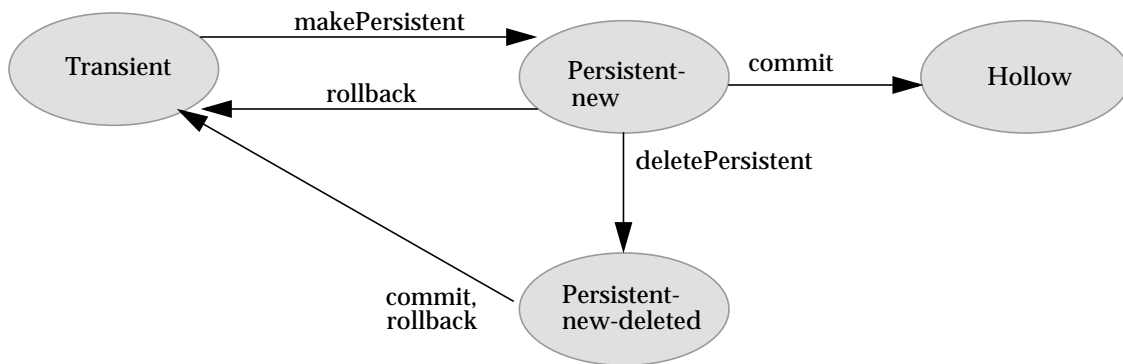 makePersistent
Transient
Persistent-
new
commit
Hollow
rollback
deletePersistent
commit,
rollback
Persistent-
new-deleted